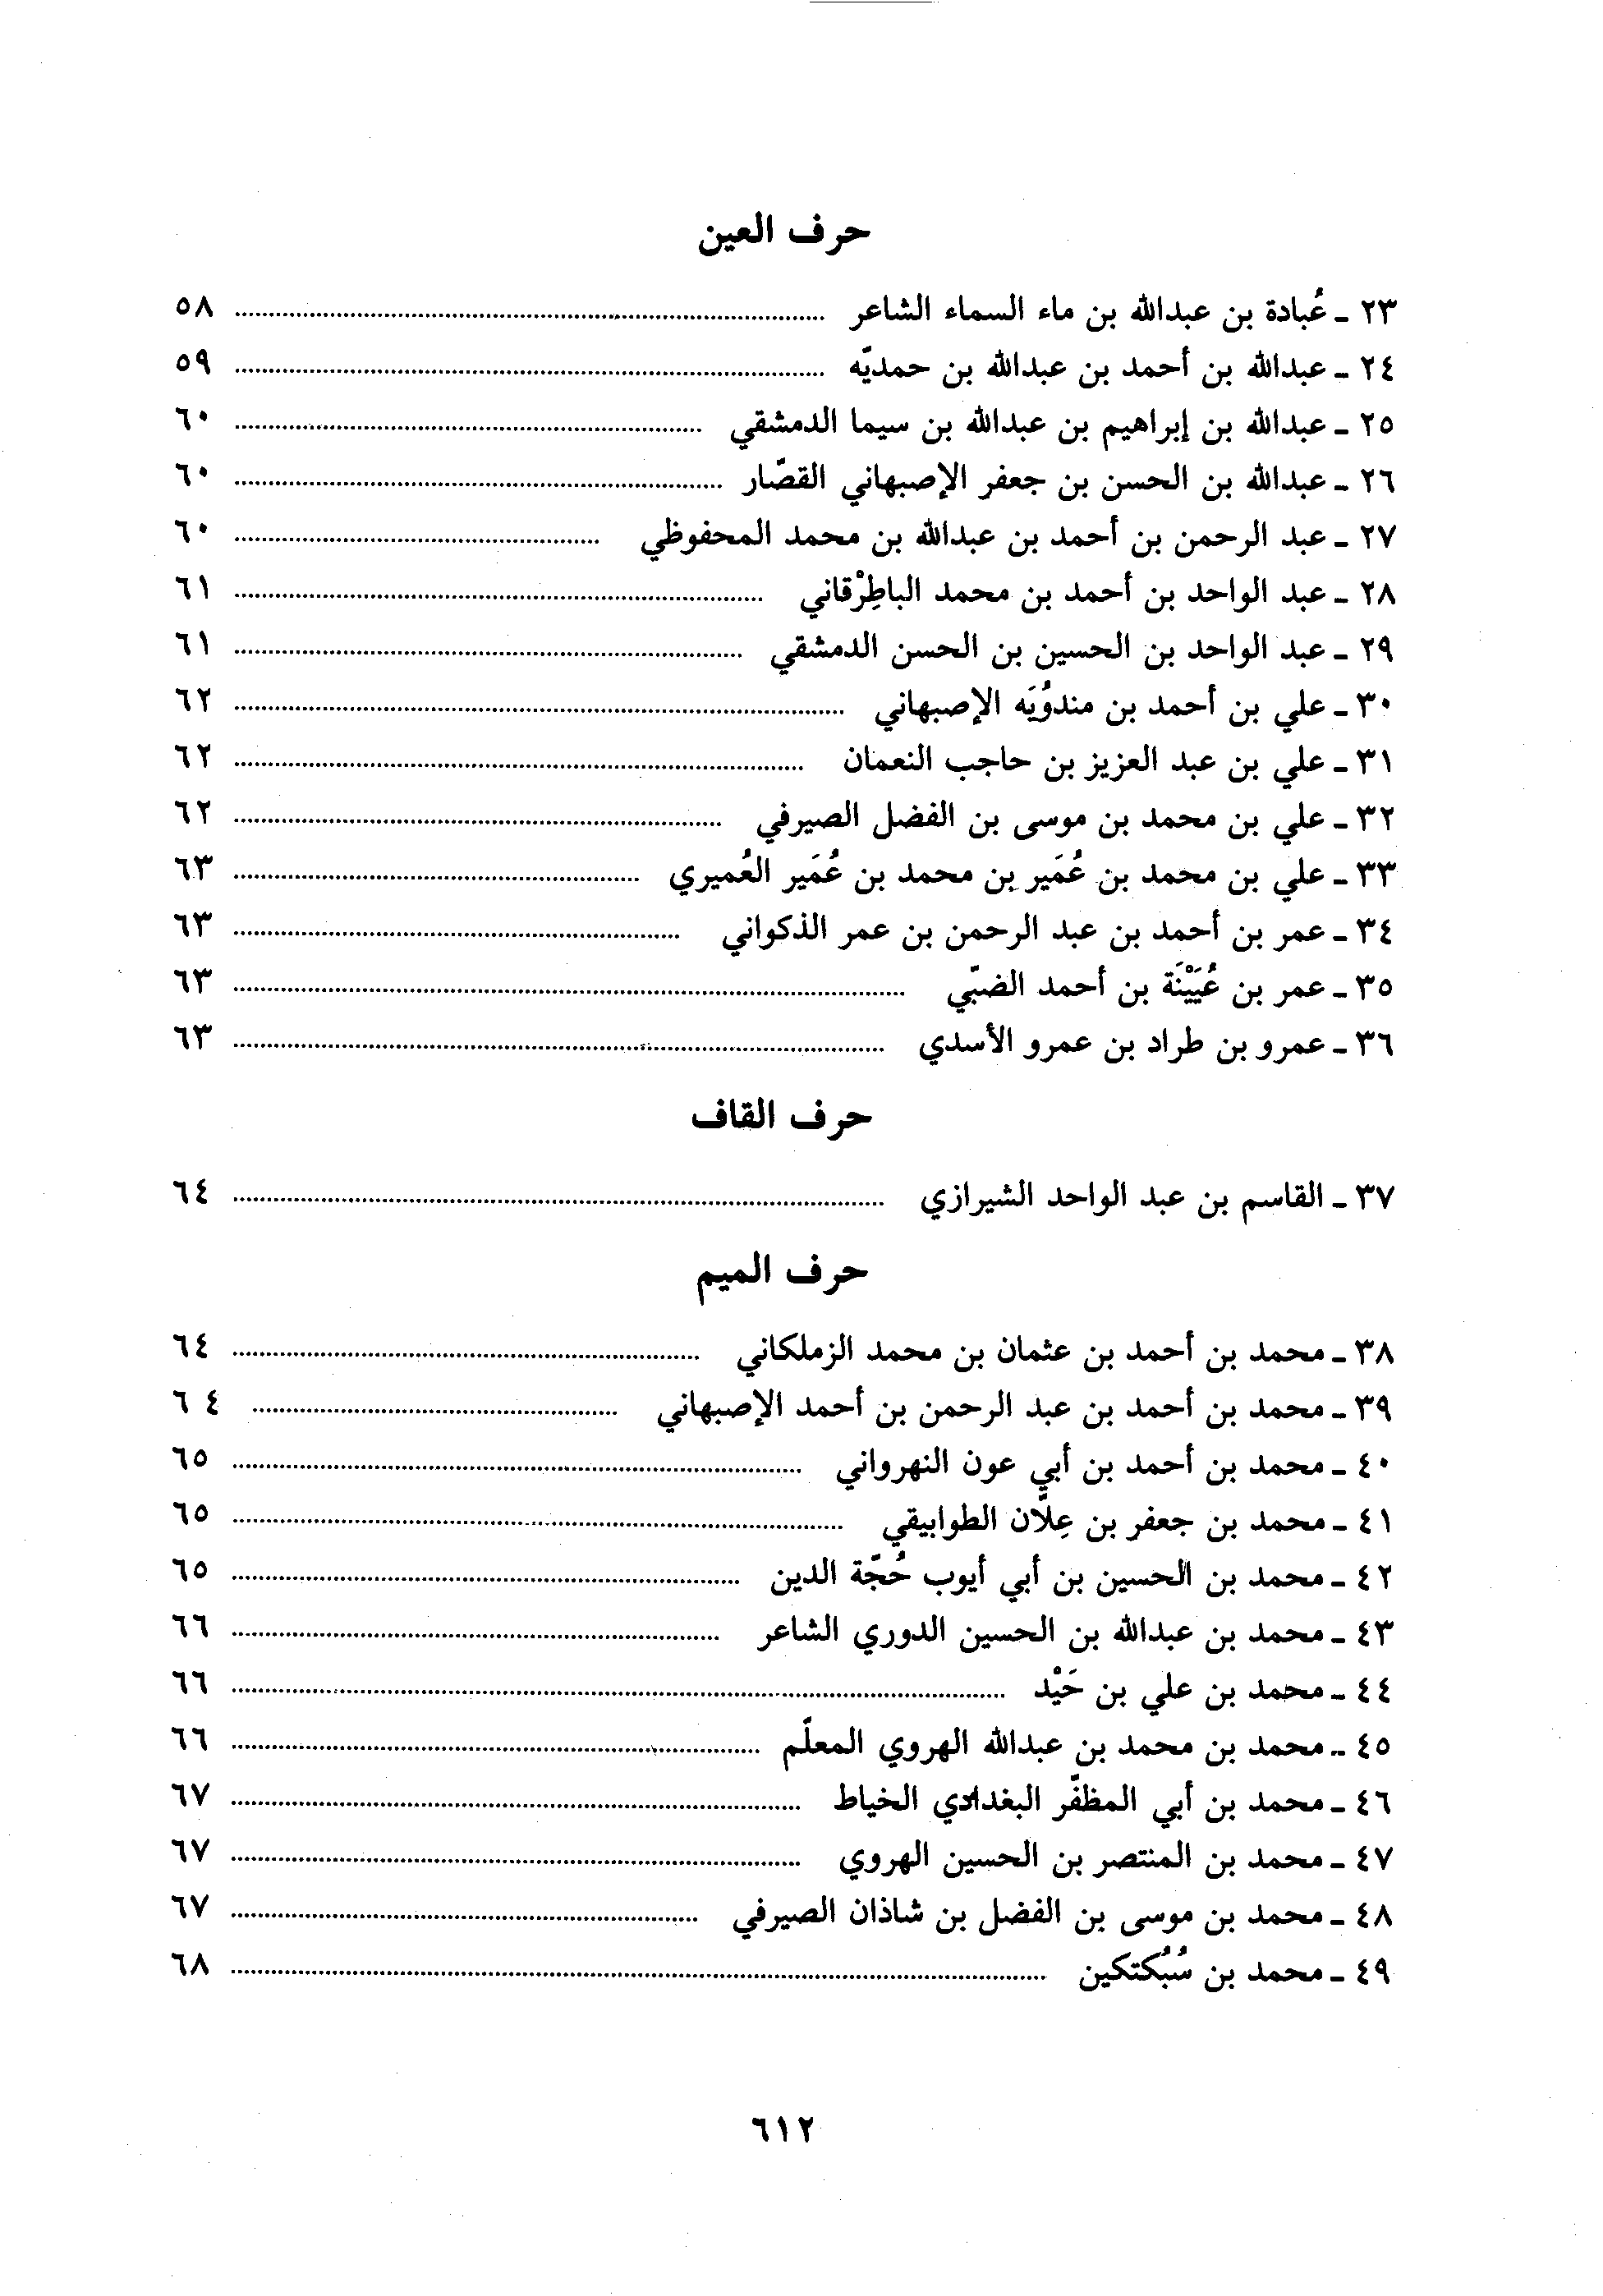 حرف العين
٢٣ ـ عُبادة بن عبدالله بن ماء السماء الشاعر ........ ٥٨
٢٤ ـ عبدالله بن أحمد بن عبدالله بن حمديّه ........ ٥٩
٢٥ ـ عبدالله بن إبراهيم بن عبدالله بن سيما الدمشقي ........ ٦٠
٢٦ ـ عبدالله بن الحسن بن جعفر الإصبهاني القصّار ........ ٦٠
٢٧ ـ عبد الرحمن بن أحمد بن عبدالله بن محمد المحفوظي ........ ٦٠
٢٨ ـ عبد الواحد بن أحمد بن محمد الباطِرْقاني ........ ٦١
٢٩ ـ عبد الواحد بن الحسين بن الحسن الدمشقي ........ ٦١
٣٠ ـ علي بن أحمد بن مندوُيَه الإصبهاني ........ ٦٢
٣١ ـ علي بن عبد العزيز بن حاجب النعمان ........ ٦٢
٣٢ ـ علي بن محمد بن موسى بن الفضل الصيرفي ........ ٦٢
٣٣ ـ علي بن محمد بن عُمَير بن محمد بن عُمَير العُميري ........ ٦٣
٣٤ ـ عمر بن أحمد بن عبد الرحمن بن عمر الذكواني ........ ٦٣
٣٥ ـ عمر بن عُيَيْنَة بن أحمد الضبّي ........ ٦٣
٣٦ ـ عمرو بن طراد بن عمرو الأسدي ........ ٦٣
حرف القاف
٣٧ ـ القاسم بن عبد الواحد الشيرازي ........ ٦٤
حرف الميم
٣٨ ـ محمد بن أحمد بن عثمان بن محمد الزملكاني ........ ٦٤
٣٩ ـ محمد بن أحمد بن عبد الرحمن بن أحمد الإصبهاني ........ ٦٤
٤٠ ـ محمد بن أحمد بن أبي عون النهرواني ........ ٦٥
٤١ ـ محمد بن جعفر بن عِلّان الطوابيقي ........ ٦٥
٤٢ ـ محمد بن الحسين بن أبي أيوب حُجّة الدين ........ ٦٥
٤٣ ـ محمد بن عبدالله بن الحسين الدوري الشاعر ........ ٦٦
٤٤ ـ محمد بن علي بن حَيْد ........ ٦٦
٤٥ ـ محمد بن محمد بن عبدالله الهروي المعلّم ........ ٦٦
٤٦ ـ محمد بن أبي المظفّر البغدادي الخياط ........ ٦٧
٤٧ ـ محمد بن المنتصر بن الحسين الهروي ........ ٦٧
٤٨ ـ محمد بن موسى بن الفضل بن شاذان الصيرفي ........ ٦٧
٤٩ ـ محمد بن سُبُكتكين ........ ٦٨
٦١٢